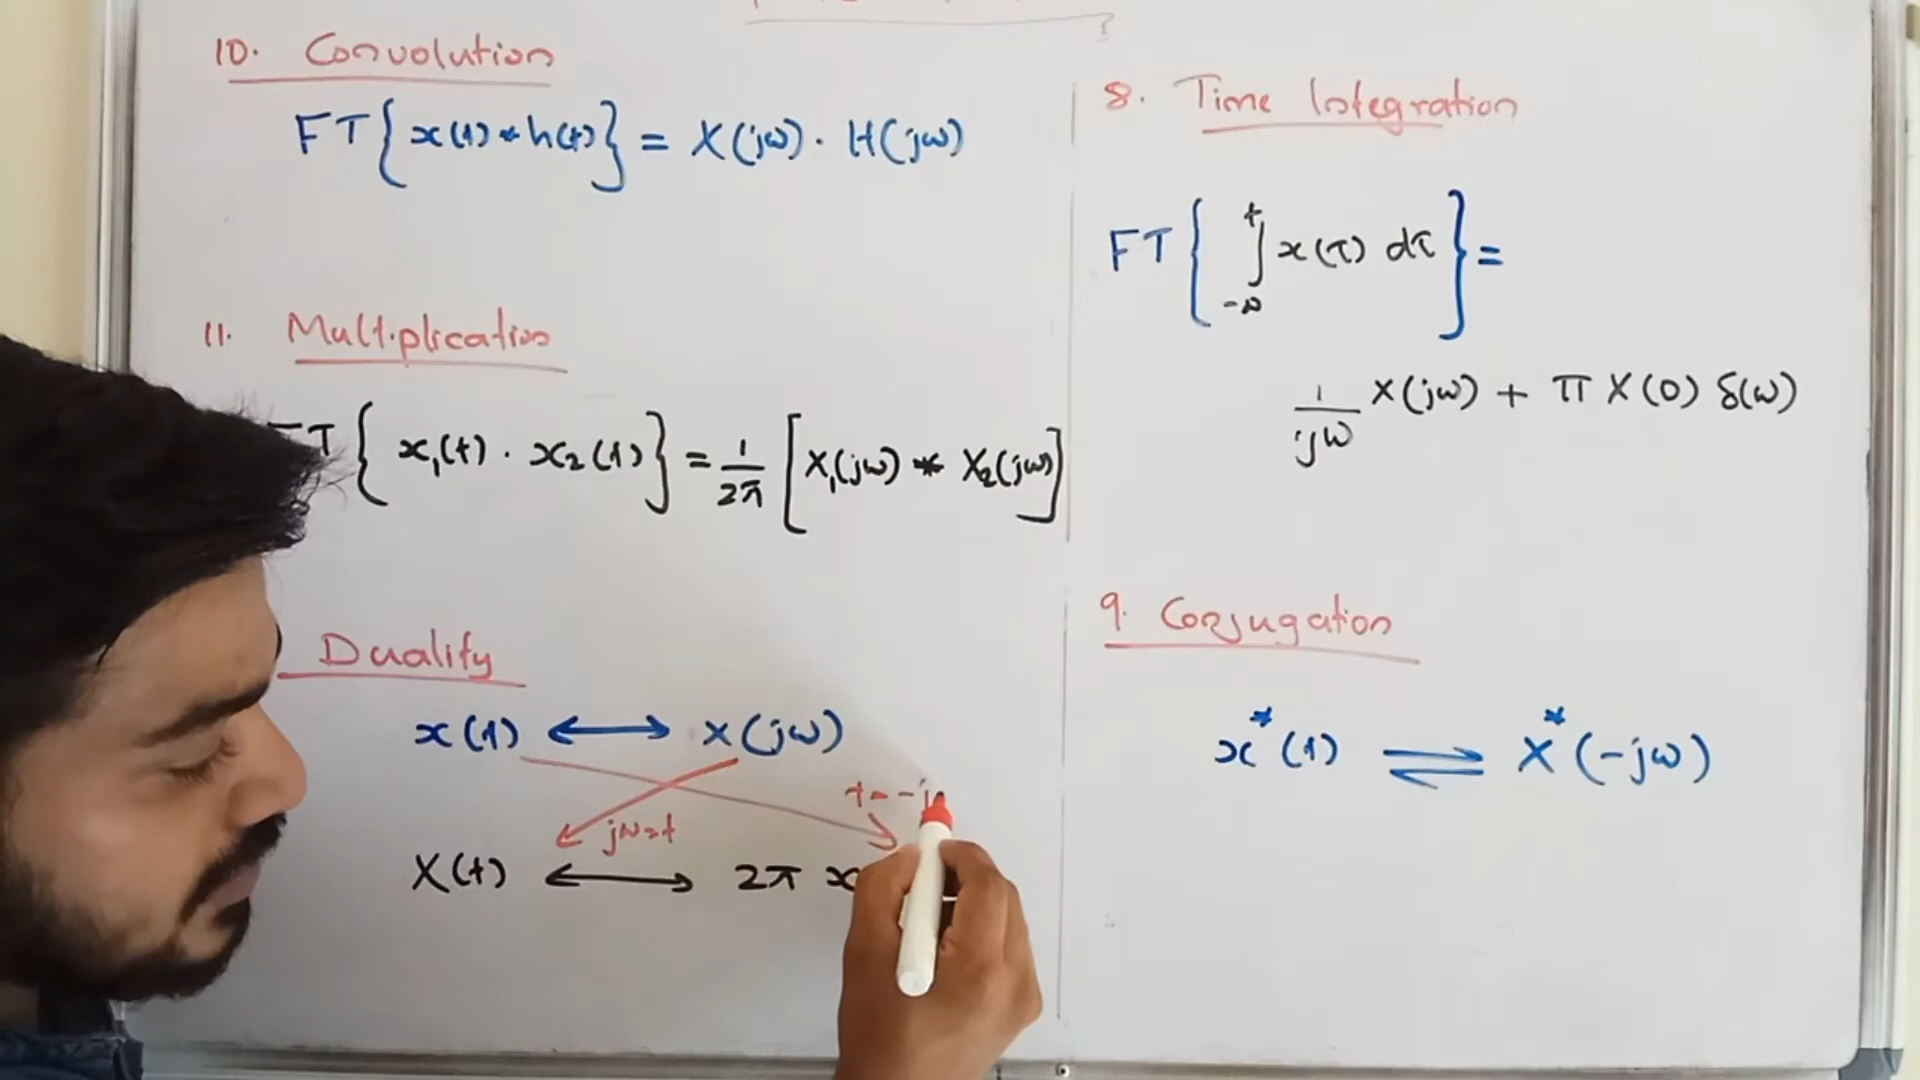 10. Convolution
FT{x(t) * h(t)} = X(jω) . H(jω)
11. Multiplication
FT{x₁(t) . x₂(t)} = 1/2π [X₁(jω) * X₂(jω)]
Duality
x(t) ⟷ X(jω)
t = -j
jω=t
X(t) ⟷ 2π x
8. Time Integration
FT{∫_{-∞}^{t} x(τ) dτ} =
1/jω X(jω) + π X(0) δ(ω)
9. Conjugation
x*(t) ⇌ X*(-jω)